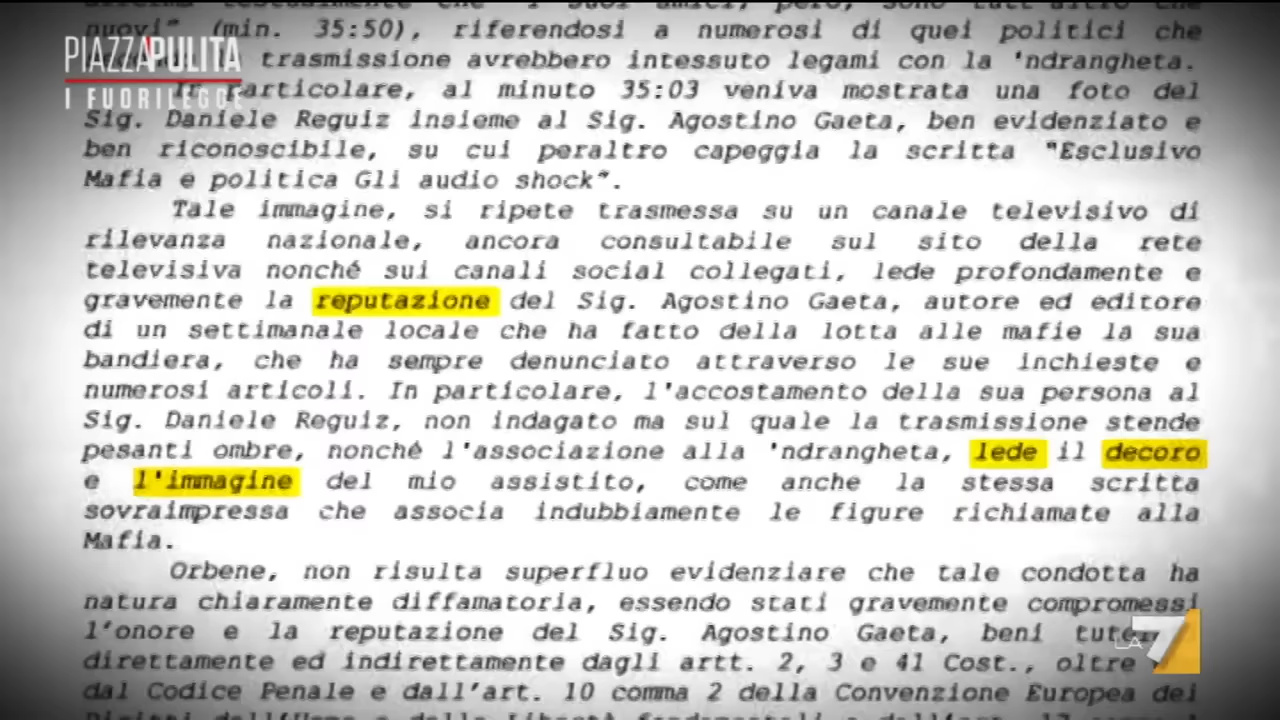 PIAZZAPULITA
I FUORILEGGE
nuovi" (min. 35:50), riferendosi a numerosi di quei politici che
trasmissione avrebbero intessuto legami con la 'ndrangheta.
In particolare, al minuto 35:03 veniva mostrata una foto del
Sig. Daniele Reguiz insieme al Sig. Agostino Gaeta, ben evidenziato e
ben riconoscibile, su cui peraltro capeggia la scritta "Esclusivo
Mafia e politica Gli audio shock".
Tale immagine, si ripete trasmessa su un canale televisivo di
rilevanza nazionale, ancora consultabile sul sito della rete
televisiva nonché sui canali social collegati, lede profondamente e
gravemente la reputazione del Sig. Agostino Gaeta, autore ed editore
di un settimanale locale che ha fatto della lotta alle mafie la sua
bandiera, che ha sempre denunciato attraverso le sue inchieste e
numerosi articoli. In particolare, l'accostamento della sua persona al
Sig. Daniele Reguiz, non indagato ma sul quale la trasmissione stende
pesanti ombre, nonché l'associazione alla 'ndrangheta, lede il decoro
e l'immagine del mio assistito, come anche la stessa scritta
sovraimpressa che associa indubbiamente le figure richiamate alla
Mafia.
Orbene, non risulta superfluo evidenziare che tale condotta ha
natura chiaramente diffamatoria, essendo stati gravemente compromessi
l'onore e la reputazione del Sig. Agostino Gaeta, beni
direttamente ed indirettamente dagli artt. 2, 3 e 41 Cost., oltre
dal Codice Penale e dall'art. 10 comma 2 della Convenzione Europea dei
LA7